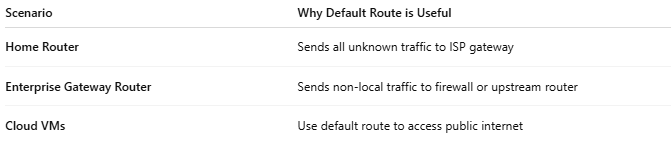 Scenario Why Default Route is Useful
Home Router Sends all unknown traffic to ISP gateway
Enterprise Gateway Router Sends non-local traffic to firewall or upstream router
Cloud VMs Use default route to access public internet